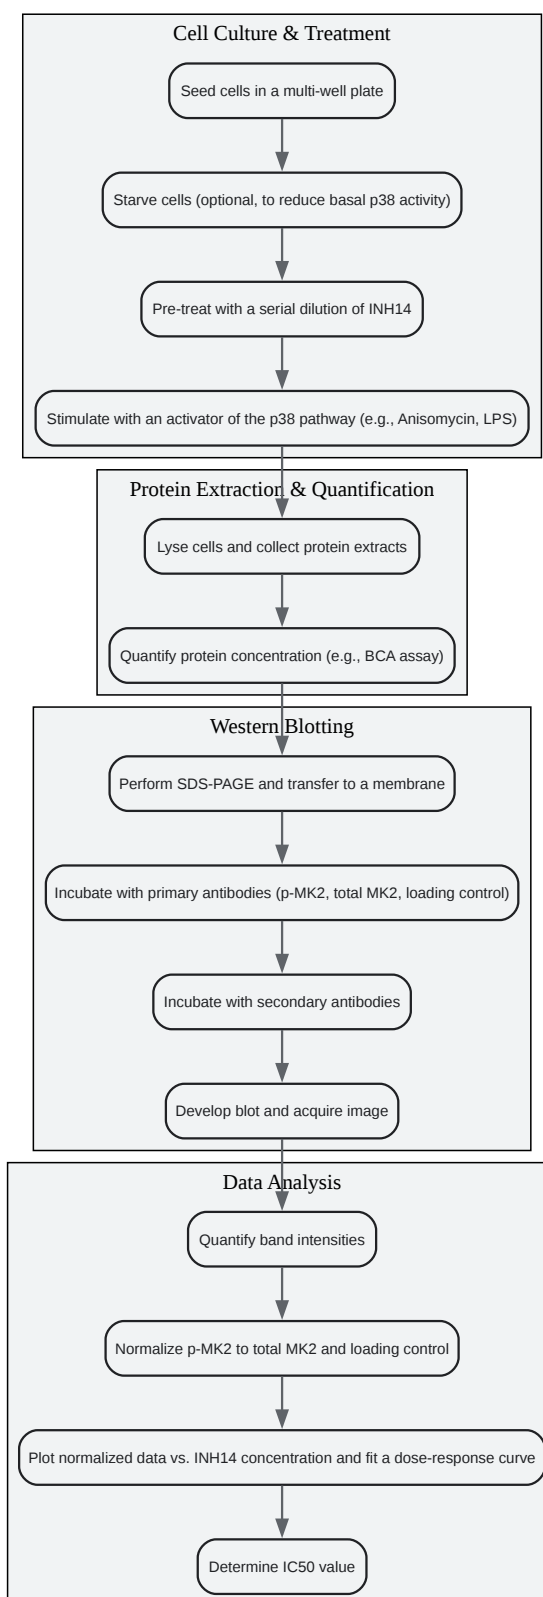 Cell Culture & Treatment
Seed cells in a multi-well plate
Starve cells (optional, to reduce basal p38 activity)
Pre-treat with a serial dilution of INH14
Stimulate with an activator of the p38 pathway (e.g., Anisomycin, LPS)
Protein Extraction & Quantification
Lyse cells and collect protein extracts
Quantify protein concentration (e.g., BCA assay)
Western Blotting
Perform SDS-PAGE and transfer to a membrane
Incubate with primary antibodies (p-MK2, total MK2, loading control)
Incubate with secondary antibodies
Develop blot and acquire image
Data Analysis
Quantify band intensities
Normalize p-MK2 to total MK2 and loading control
Plot normalized data vs. INH14 concentration and fit a dose-response curve
Determine IC50 value